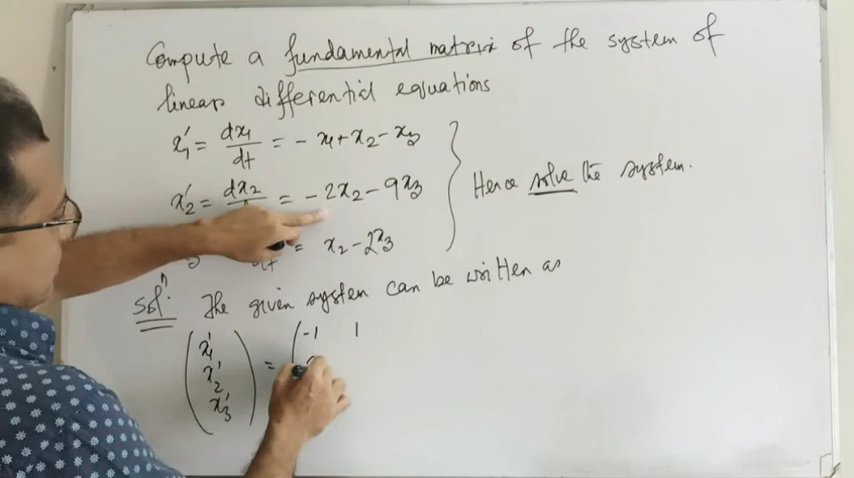 Compute a fundamental matrix of the system of
linear differential equations
x₁' = dx₁/dt = - x₁ + x₂ - x₃
x₂' = dx₂/ = - 2x₂ - 9x₃
= x₂ - 2x₃
Hence solve the system.
Solⁿ: The given system can be written as
x₁' = -1 1
x₂'
x₃'